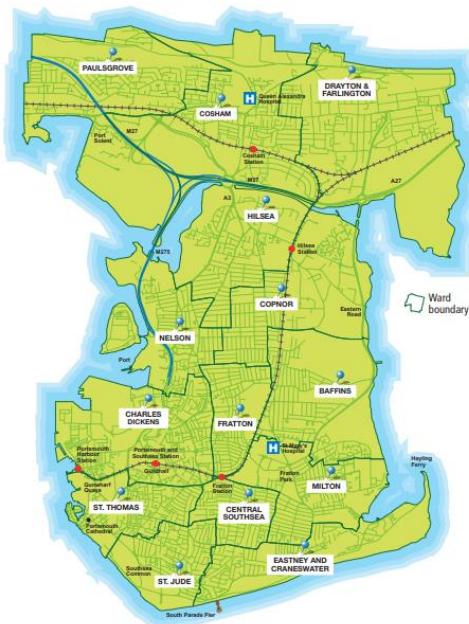 PAULSGROVE
DRAYTON &
FARLINGTON
COSHAM
H
Queen Alexandra
Hospital
Port
Solent
M27
Cosham
Station
M27
A27
A3
HILSEA
M275
Hilsea
Station
COPNOR
Eastern
Road
Ward
boundary
NELSON
Port
BAFFINS
CHARLES
DICKENS
FRATTON
Portsmouth
Harbour
Station
Portsmouth and
Southsea Station
Guildhall
H
St Mary's
Hospital
Gunwharf
Quays
Fratton
Station
Fratton
Park
Hayling
Ferry
MILTON
ST. THOMAS
CENTRAL
SOUTHSEA
Portsmouth
Cathedral
EASTNEY AND
CRANESWATER
Southsea
Common
ST. JUDE
South Parade Pier